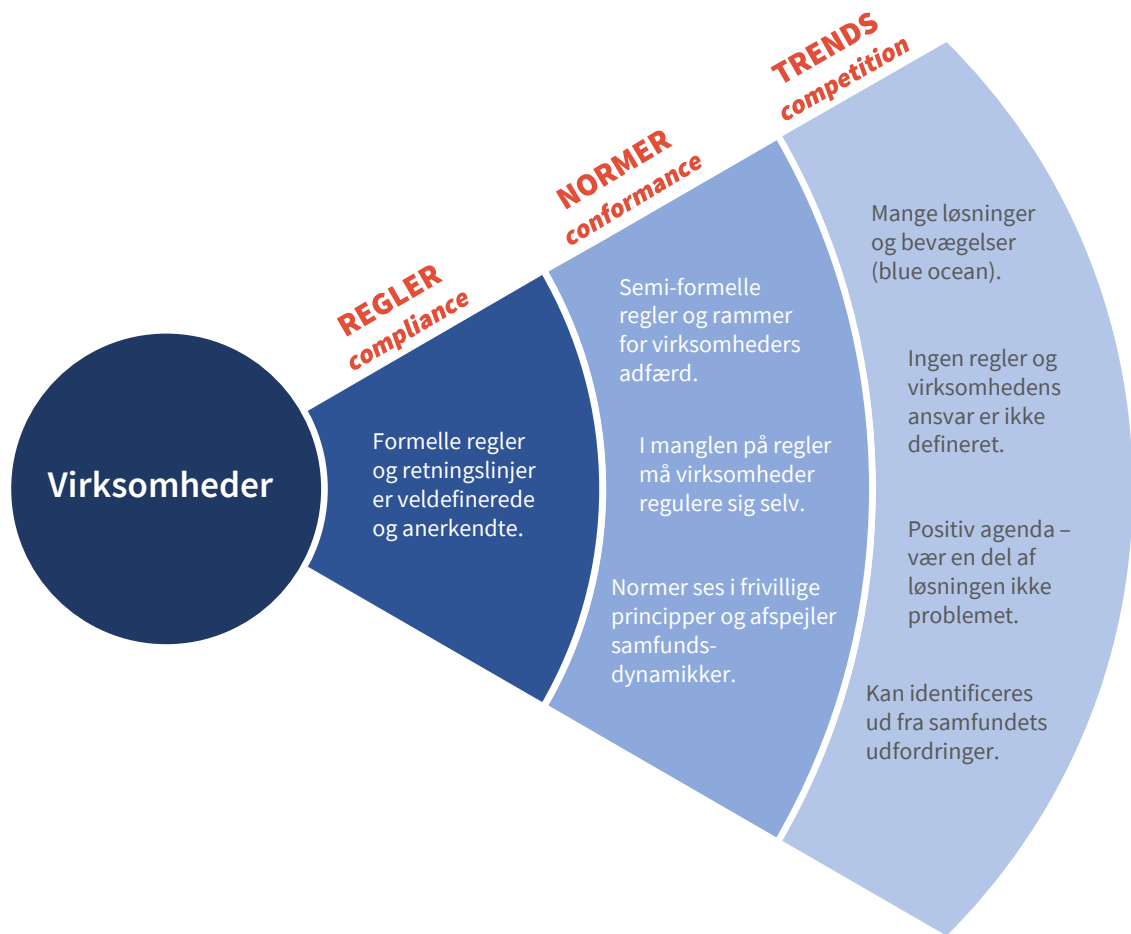 Virksomheder
REGLER
compliance
Formelle regler
og retningslinjer
er veldefinerede
og anerkendte.
NORMER
conformance
Semi-formelle
regler og rammer
for virksomheders
adfærd.
I manglen på regler
må virksomheder
regulere sig selv.
Normer ses i frivillige
principper og afspejler
samfunds-
dynamikker.
TRENDS
competition
Mange løsninger
og bevægelser
(blue ocean).
Ingen regler og
virksomhedens
ansvar er ikke
defineret.
Positiv agenda –
vær en del af
løsningen ikke
problemet.
Kan identificeres
ud fra samfundets
udfordringer.